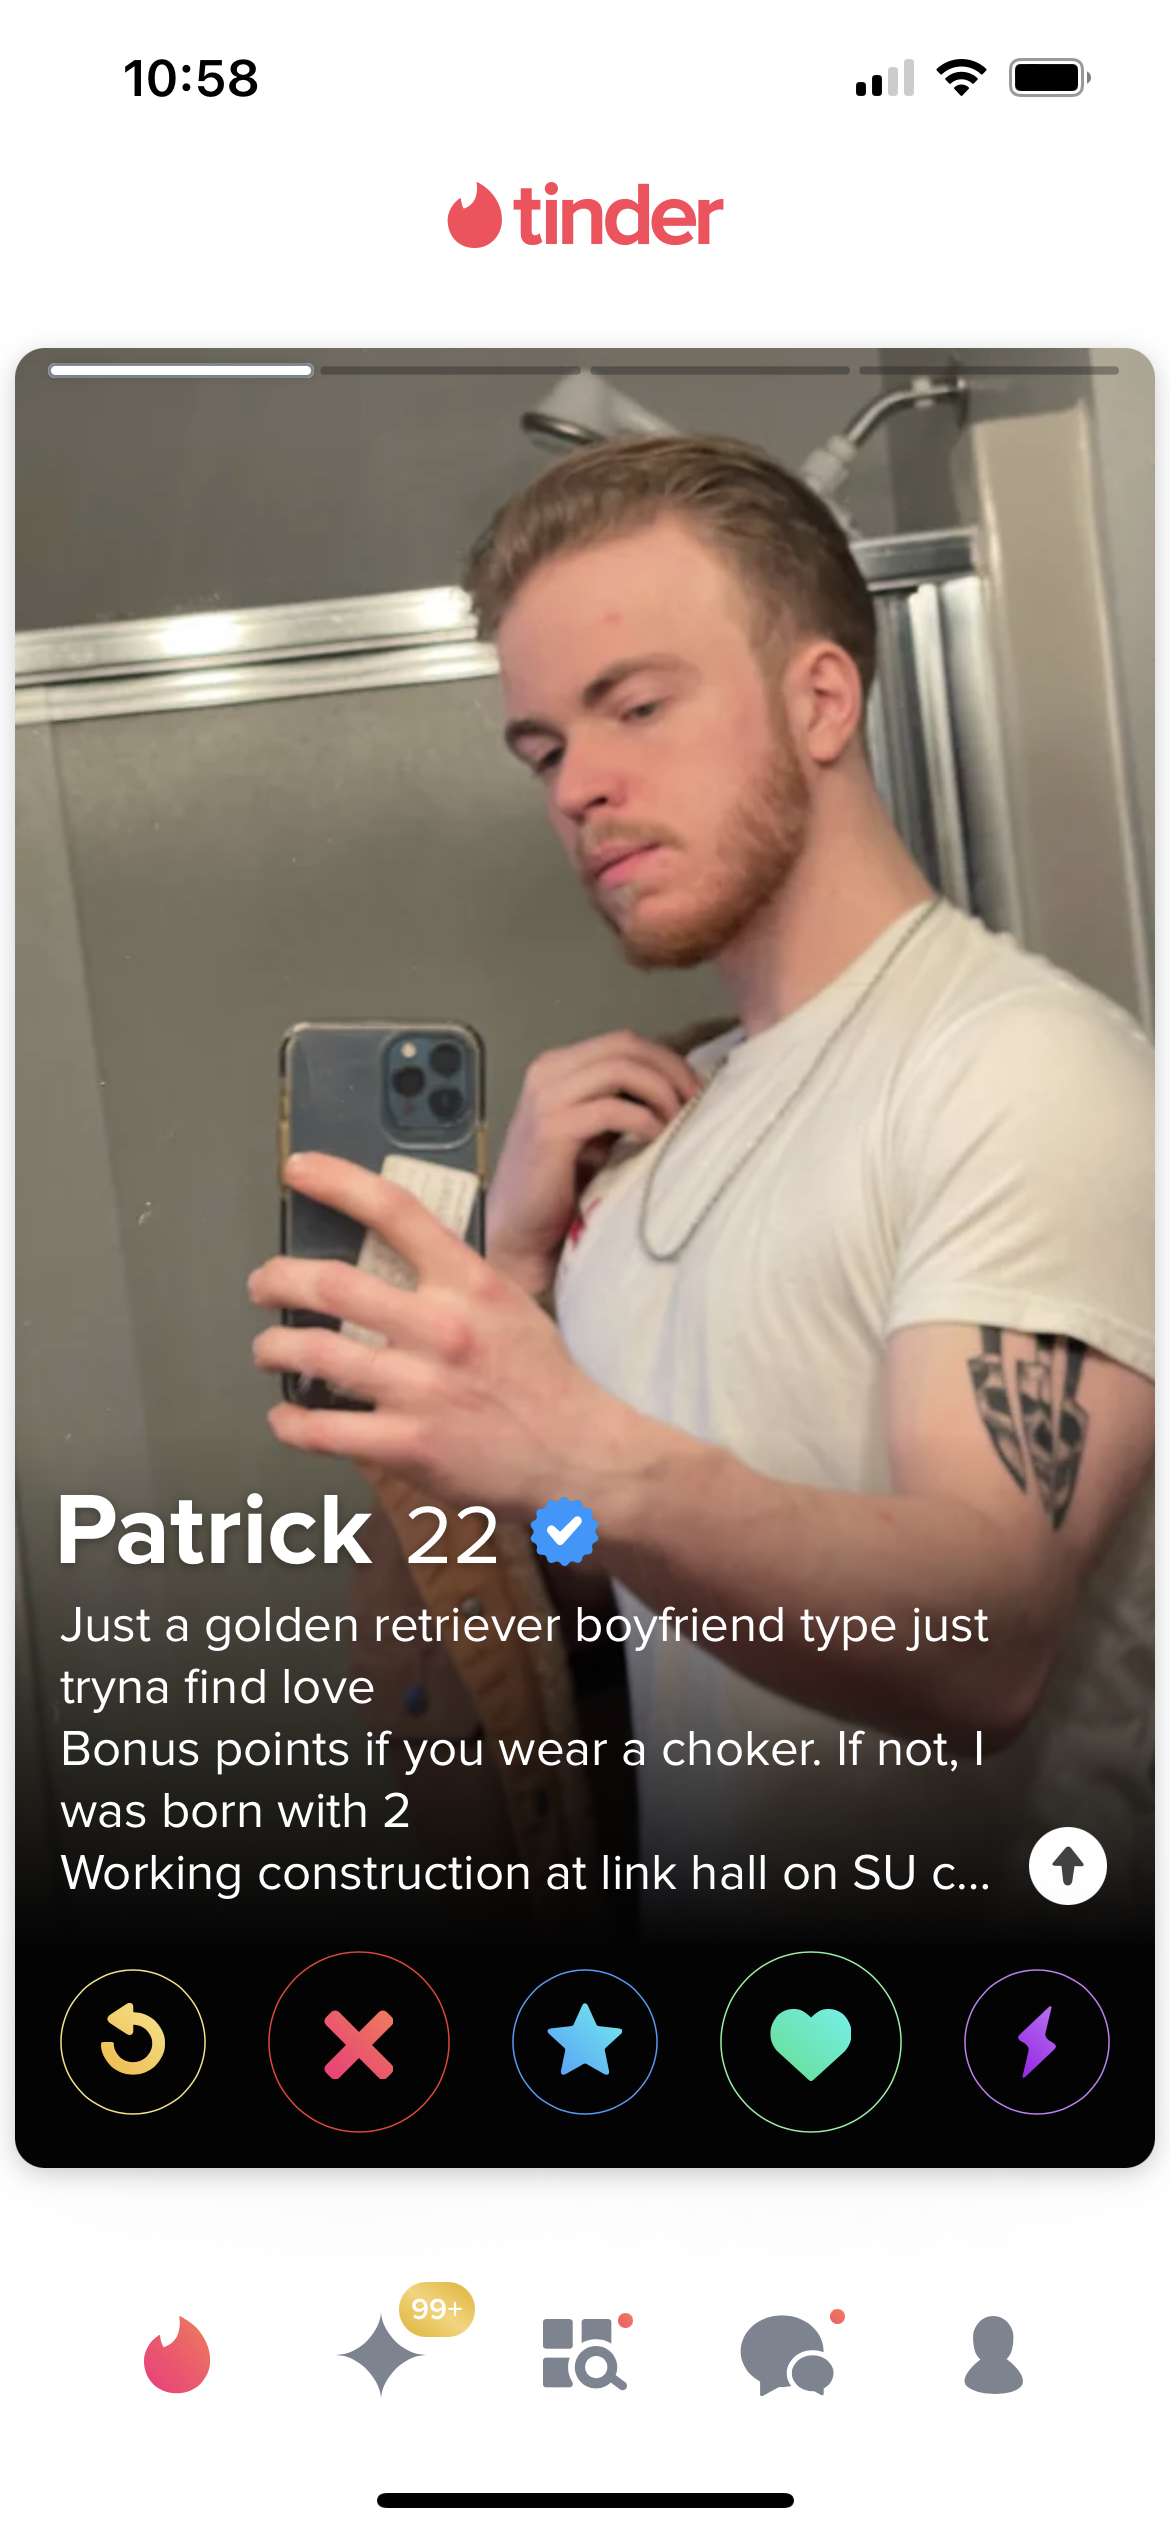 10:58
tinder
Patrick 22
Just a golden retriever boyfriend type just
tryna find love
Bonus points if you wear a choker. If not, I
was born with 2
Working construction at link hall on SU c...
99+